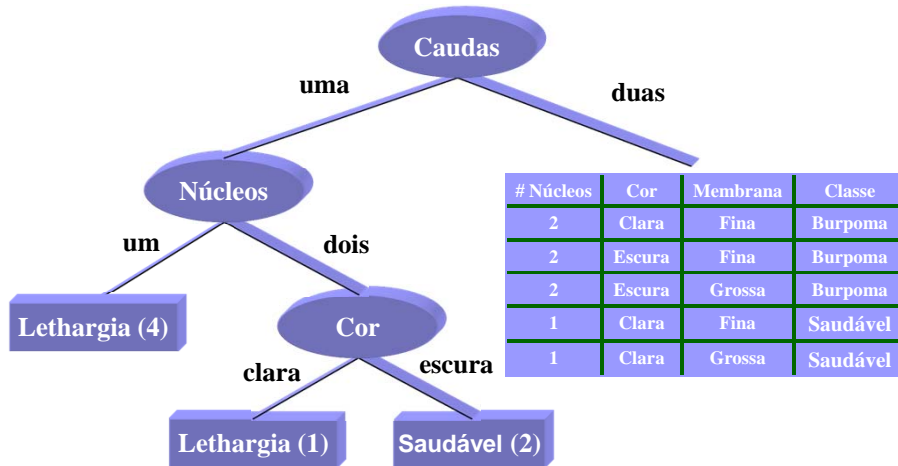 Caudas
uma
duas
Núcleos
# Núcleos Cor Membrana Classe
2 Clara Fina Burpoma
2 Escura Fina Burpoma
2 Escura Grossa Burpoma
1 Clara Fina Saudável
1 Clara Grossa Saudável
um
dois
Lethargia (4)
Cor
clara
escura
Lethargia (1)
Saudável (2)